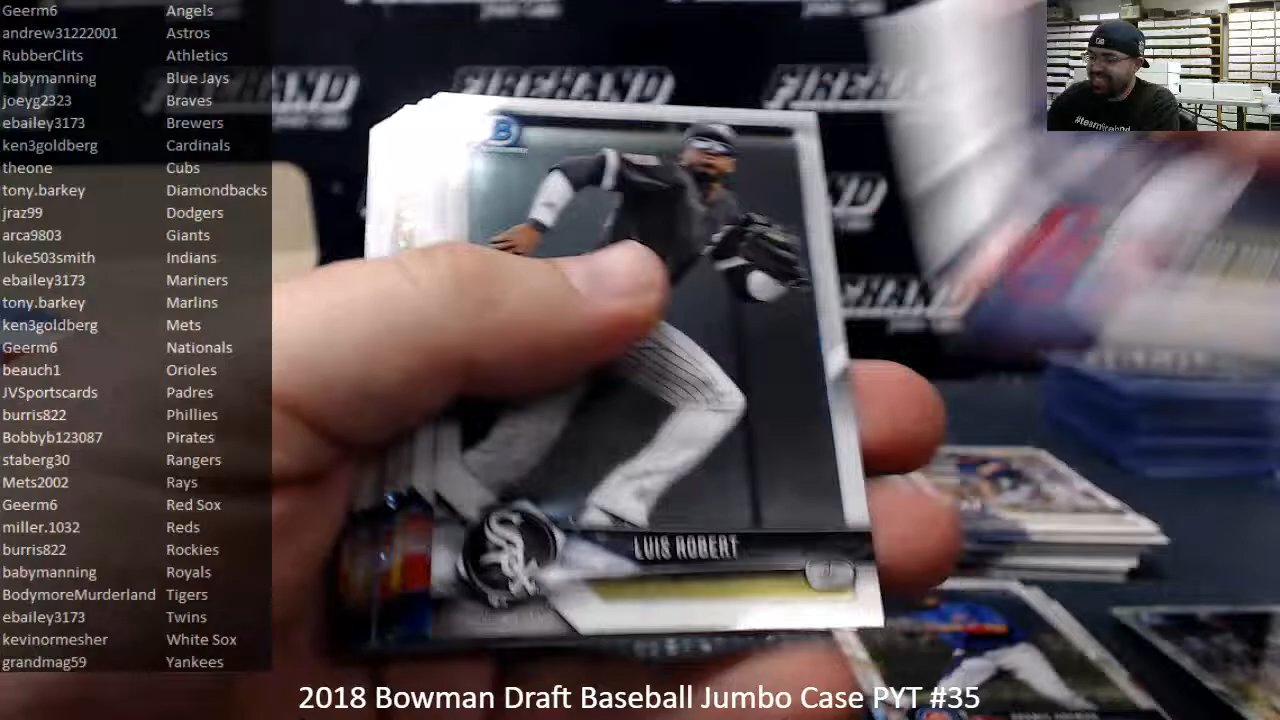 Geerm6 Angels
andrew31222001 Astros
RubberClits Athletics
babymanning Blue Jays
joeyg2323 Braves
ebailey3173 Brewers
ken3goldberg Cardinals
theone Cubs
tony.barkey Diamondbacks
jraz99 Dodgers
arca9803 Giants
luke503smith Indians
ebailey3173 Mariners
tony.barkey Marlins
ken3goldberg Mets
Geerm6 Nationals
beauch1 Orioles
JVSportscards Padres
burris822 Phillies
Bobbyb123087 Pirates
staberg30 Rangers
Mets2002 Rays
Geerm6 Red Sox
miller.1032 Reds
burris822 Rockies
babymanning Royals
BodymoreMurderland Tigers
ebailey3173 Twins
kevinormesher White Sox
grandmag59 Yankees
FIREHAND FIREHAND FIREHAND
B
SOX
LUIS ROBERT
2018 Bowman Draft Baseball Jumbo Case PYT #35